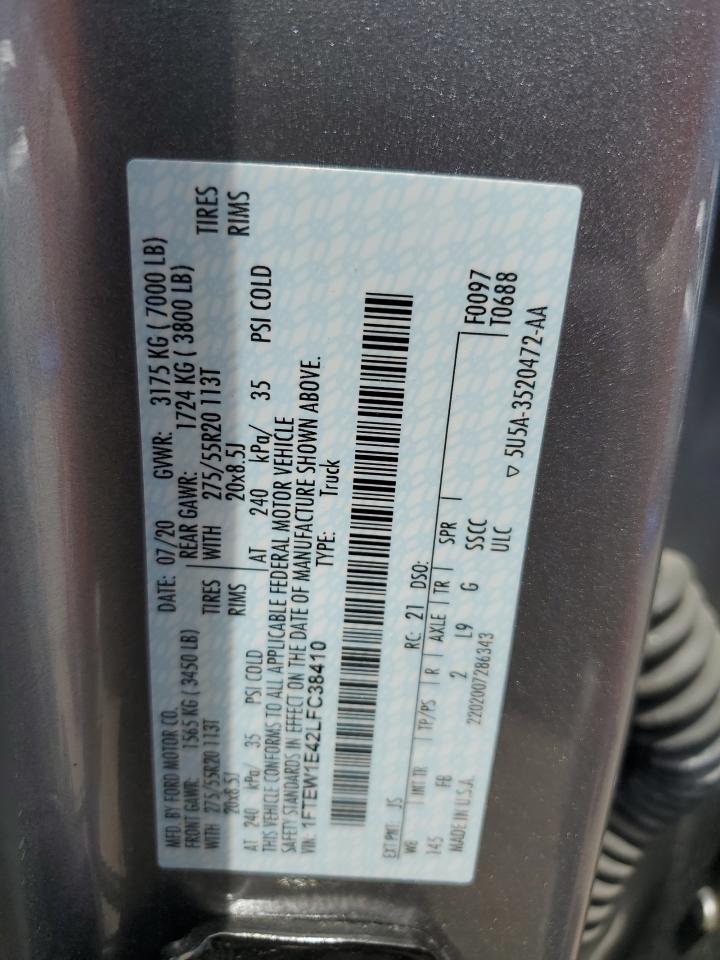 MFD. BY FORD MOTOR CO. DATE: 07/20 GVWR: 3175 KG ( 7000 LB)
FRONT GAWR: 1565 KG ( 3450 LB) REAR GAWR: 1724 KG ( 3800 LB)
WITH 275/55R20 113T TIRES WITH 275/55R20 113T TIRES
20x8.5J RIMS 20x8.5J RIMS
AT 240 kPa/ 35 PSI COLD AT 240 kPa/ 35 PSI COLD
THIS VEHICLE CONFORMS TO ALL APPLICABLE FEDERAL MOTOR VEHICLE
SAFETY STANDARDS IN EFFECT ON THE DATE OF MANUFACTURE SHOWN ABOVE.
VIN: 1FTEW1E42LFC38410 TYPE: Truck
EXT PNT: JS RC: 21 DSO: F0097
WB INT TR TP/PS R AXLE TR SPR T0688
145 FB 2 L9 G SSCC
ULC ▽ 5U5A-3520472-AA
MADE IN U.S.A. 2202007286343